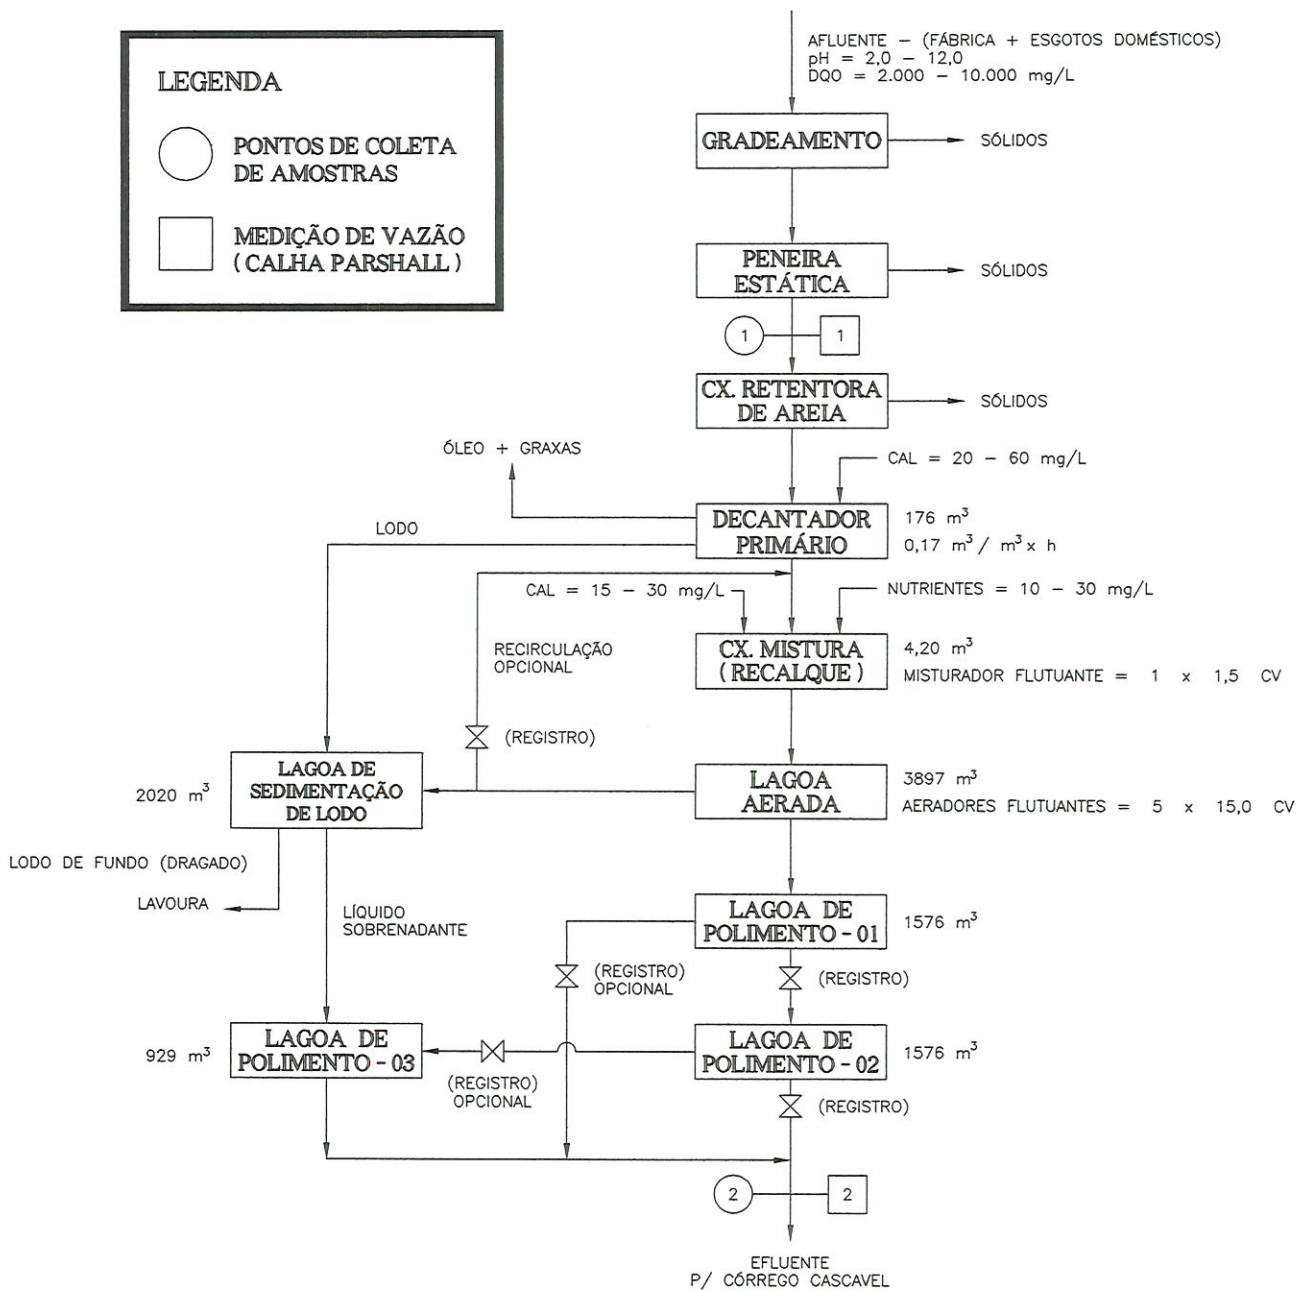 LEGENDA
PONTOS DE COLETA
DE AMOSTRAS
MEDIÇÃO DE VAZÃO
( CALHA PARSHALL )
AFLUENTE – (FÁBRICA + ESGOTOS DOMÉSTICOS)
pH = 2,0 – 12,0
DQO = 2.000 – 10.000 mg/L
GRADEAMENTO
SÓLIDOS
PENEIRA
ESTÁTICA
SÓLIDOS
1
1
CX. RETENTORA
DE AREIA
SÓLIDOS
ÓLEO + GRAXAS
CAL = 20 – 60 mg/L
LODO
DECANTADOR
PRIMÁRIO
176 m³
0,17 m³ / m³ x h
CAL = 15 – 30 mg/L
NUTRIENTES = 10 – 30 mg/L
RECIRCULAÇÃO
OPCIONAL
CX. MISTURA
( RECALQUE )
4,20 m³
MISTURADOR FLUTUANTE = 1 x 1,5 CV
(REGISTRO)
2020 m³
LAGOA DE
SEDIMENTAÇÃO
DE LODO
LAGOA
AERADA
3897 m³
AERADORES FLUTUANTES = 5 x 15,0 CV
LODO DE FUNDO (DRAGADO)
LAVOURA
LÍQUIDO
SOBRENADANTE
LAGOA DE
POLIMENTO - 01
1576 m³
(REGISTRO)
OPCIONAL
(REGISTRO)
929 m³
LAGOA DE
POLIMENTO - 03
(REGISTRO)
OPCIONAL
LAGOA DE
POLIMENTO - 02
1576 m³
(REGISTRO)
2
2
EFLUENTE
P/ CÓRREGO CASCAVEL